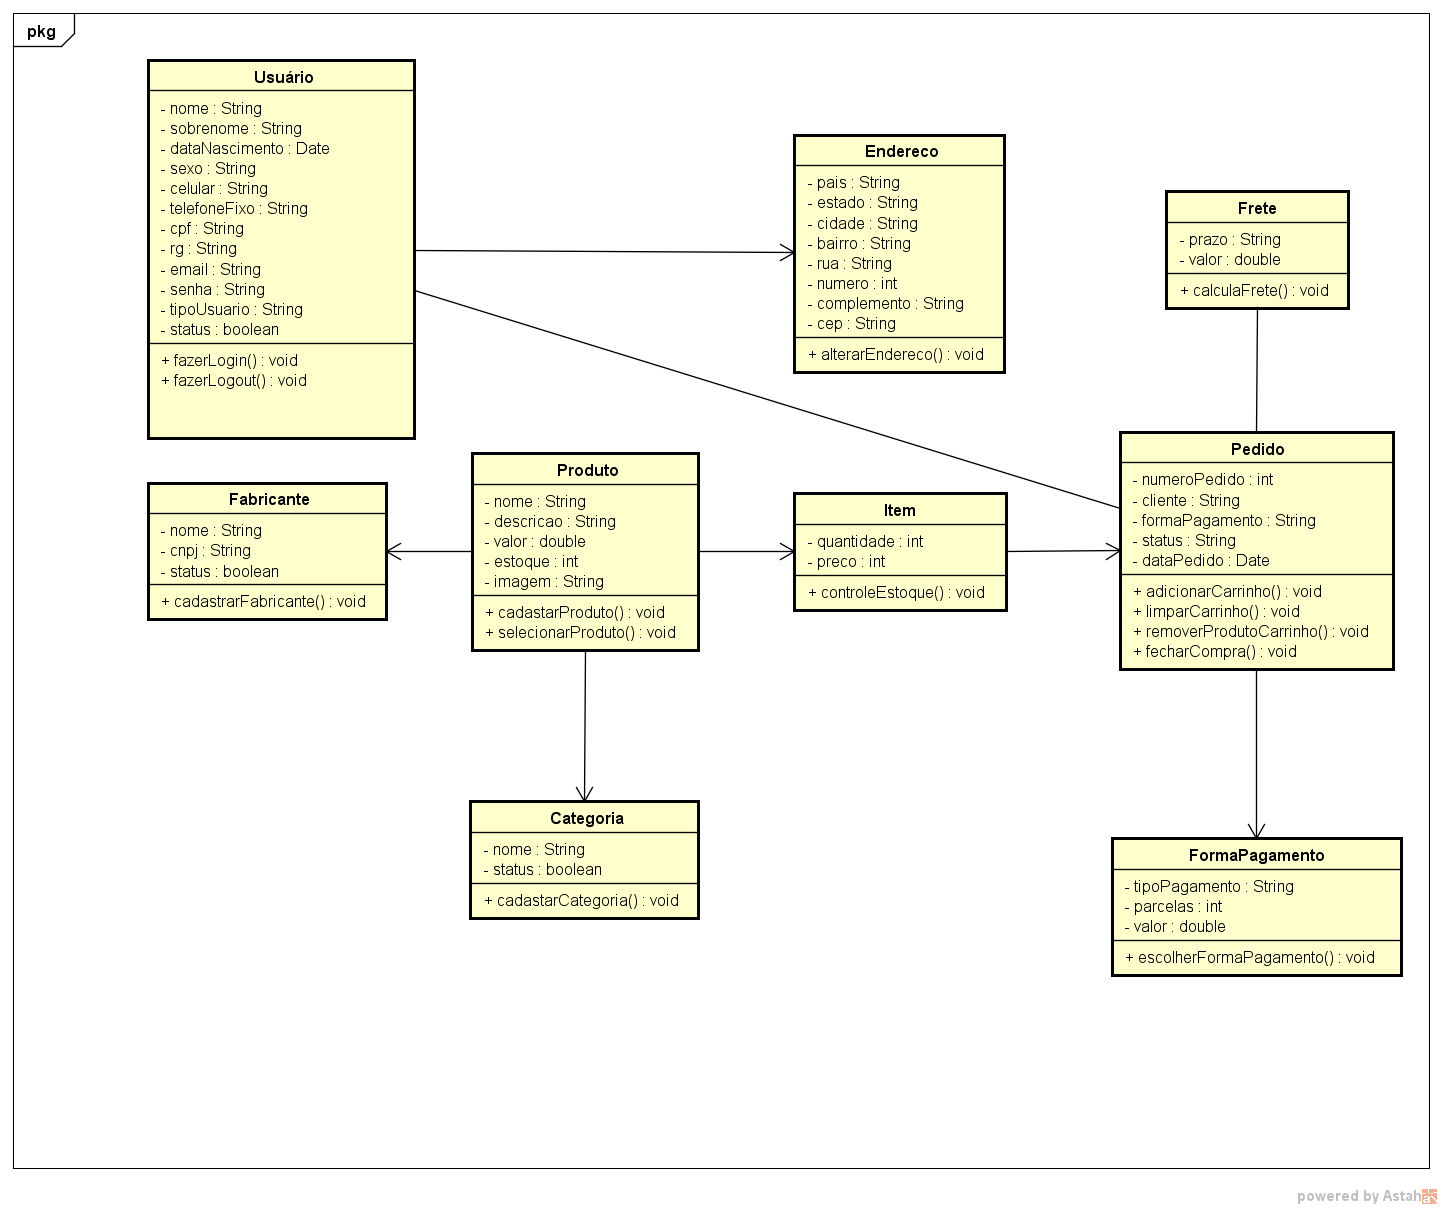 pkg
Usuário
- nome : String
- sobrenome : String
- dataNascimento : Date
- sexo : String
- celular : String
- telefoneFixo : String
- cpf : String
- rg : String
- email : String
- senha : String
- tipoUsuario : String
- status : boolean
+ fazerLogin() : void
+ fazerLogout() : void
Endereco
- pais : String
- estado : String
- cidade : String
- bairro : String
- rua : String
- numero : int
- complemento : String
- cep : String
+ alterarEndereco() : void
Frete
- prazo : String
- valor : double
+ calculaFrete() : void
Fabricante
- nome : String
- cnpj : String
- status : boolean
+ cadastrarFabricante() : void
Produto
- nome : String
- descricao : String
- valor : double
- estoque : int
- imagem : String
+ cadastarProduto() : void
+ selecionarProduto() : void
Item
- quantidade : int
- preco : int
+ controleEstoque() : void
Pedido
- numeroPedido : int
- cliente : String
- formaPagamento : String
- status : String
- dataPedido : Date
+ adicionarCarrinho() : void
+ limparCarrinho() : void
+ removerProdutoCarrinho() : void
+ fecharCompra() : void
Categoria
- nome : String
- status : boolean
+ cadastarCategoria() : void
FormaPagamento
- tipoPagamento : String
- parcelas : int
- valor : double
+ escolherFormaPagamento() : void
powered by Astah